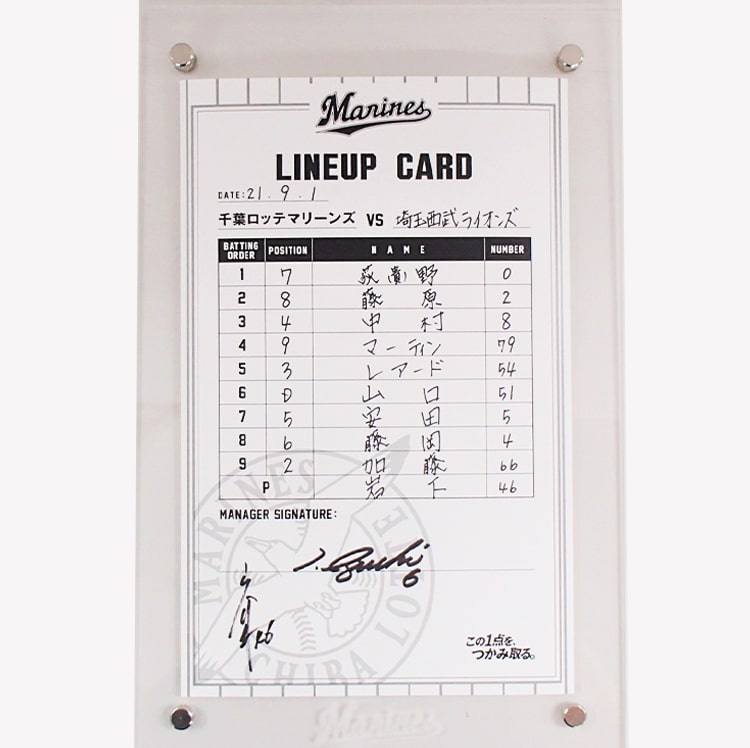 Marines
LINEUP CARD
DATE: 21. 9. 1
千葉ロッテマリーンズ VS 埼玉西武ライオンズ
BATTING ORDER POSITION NAME NUMBER
1 7 荻(貴)野 0
2 8 藤原 2
3 4 中村 8
4 9 マーティン 79
5 3 レアード 54
6 D 山口 51
7 5 安田 5
8 6 藤岡 4
9 2 加藤 66
P 岩下 46
MANAGER SIGNATURE:
MARINES
CHIBA LOTTE
この1点を、
つかみ取る。
Marines